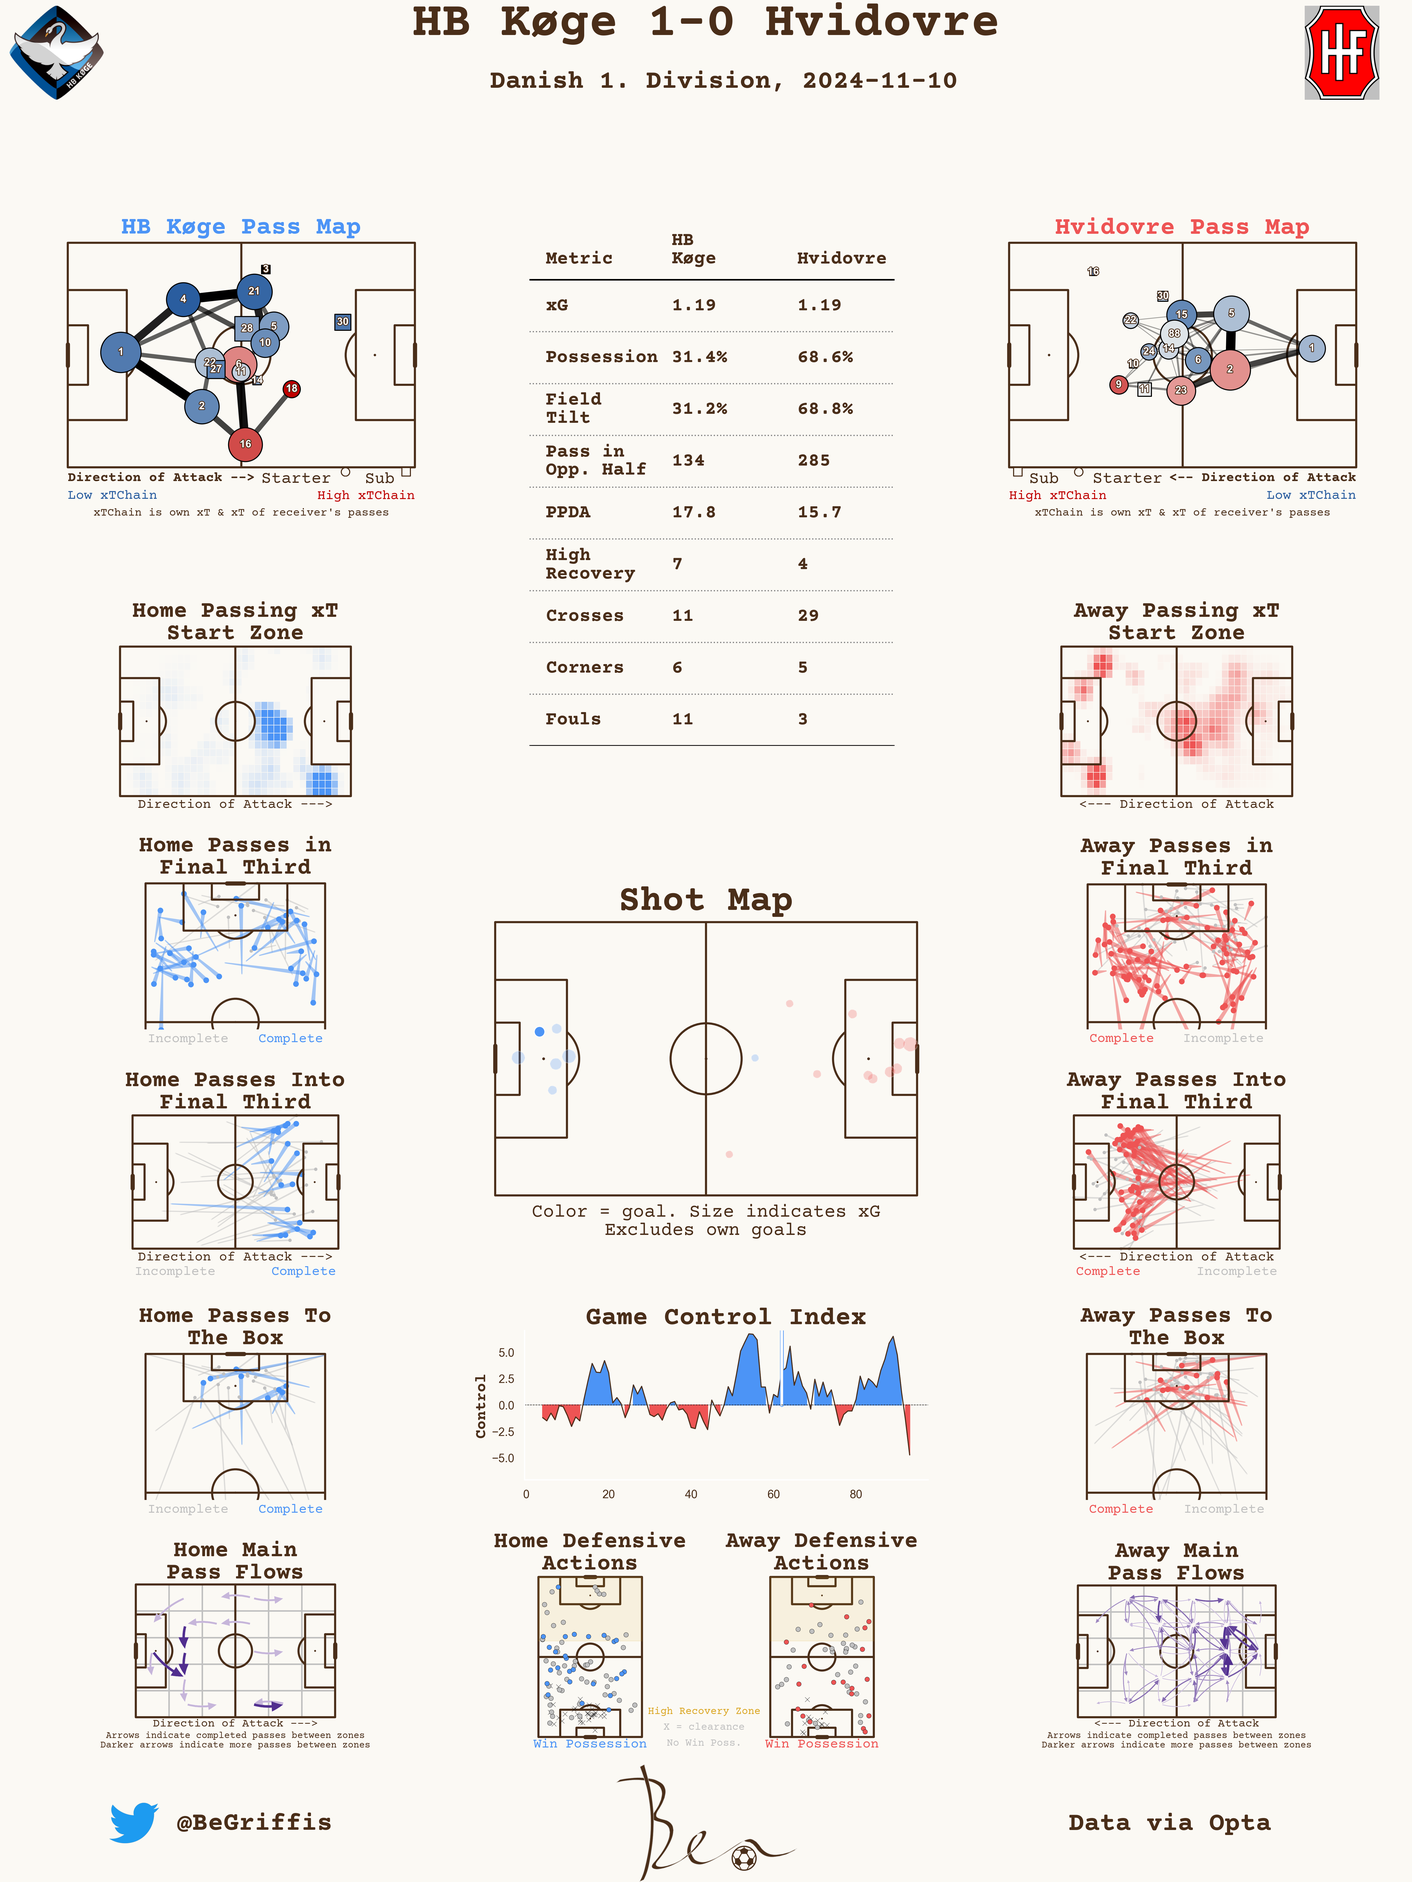 HB Køge 1-0 Hvidovre
Danish 1. Division, 2024-11-10
HB KØGE
HIF
HB Køge Pass Map
3
4
21
28
5
10
1
22
27
6
11
14
18
2
16
30
Direction of Attack --> Starter Sub
Low xTChain High xTChain
xTChain is own xT & xT of receiver's passes
Metric HB Køge Hvidovre
xG 1.19 1.19
Possession 31.4% 68.6%
Field Tilt 31.2% 68.8%
Pass in Opp. Half 134 285
PPDA 17.8 15.7
High Recovery 7 4
Crosses 11 29
Corners 6 5
Fouls 11 3
Hvidovre Pass Map
16
30
22
15
5
88
14
24
10
6
1
2
9
11
23
Sub Starter <-- Direction of Attack
High xTChain Low xTChain
xTChain is own xT & xT of receiver's passes
Home Passing xT
Start Zone
Direction of Attack --->
Away Passing xT
Start Zone
<--- Direction of Attack
Home Passes in
Final Third
Incomplete Complete
Away Passes in
Final Third
Complete Incomplete
Shot Map
Color = goal. Size indicates xG
Excludes own goals
Home Passes Into
Final Third
Direction of Attack --->
Incomplete Complete
Away Passes Into
Final Third
<--- Direction of Attack
Complete Incomplete
Home Passes To
The Box
Incomplete Complete
Game Control Index
Control
5.0
2.5
0.0
−2.5
−5.0
0 20 40 60 80
Away Passes To
The Box
Complete Incomplete
Home Main
Pass Flows
Direction of Attack --->
Arrows indicate completed passes between zones
Darker arrows indicate more passes between zones
Home Defensive
Actions
Win Possession
High Recovery Zone
X = clearance
No Win Poss.
Away Defensive
Actions
Win Possession
Away Main
Pass Flows
<--- Direction of Attack
Arrows indicate completed passes between zones
Darker arrows indicate more passes between zones
@BeGriffis
Ben
Data via Opta